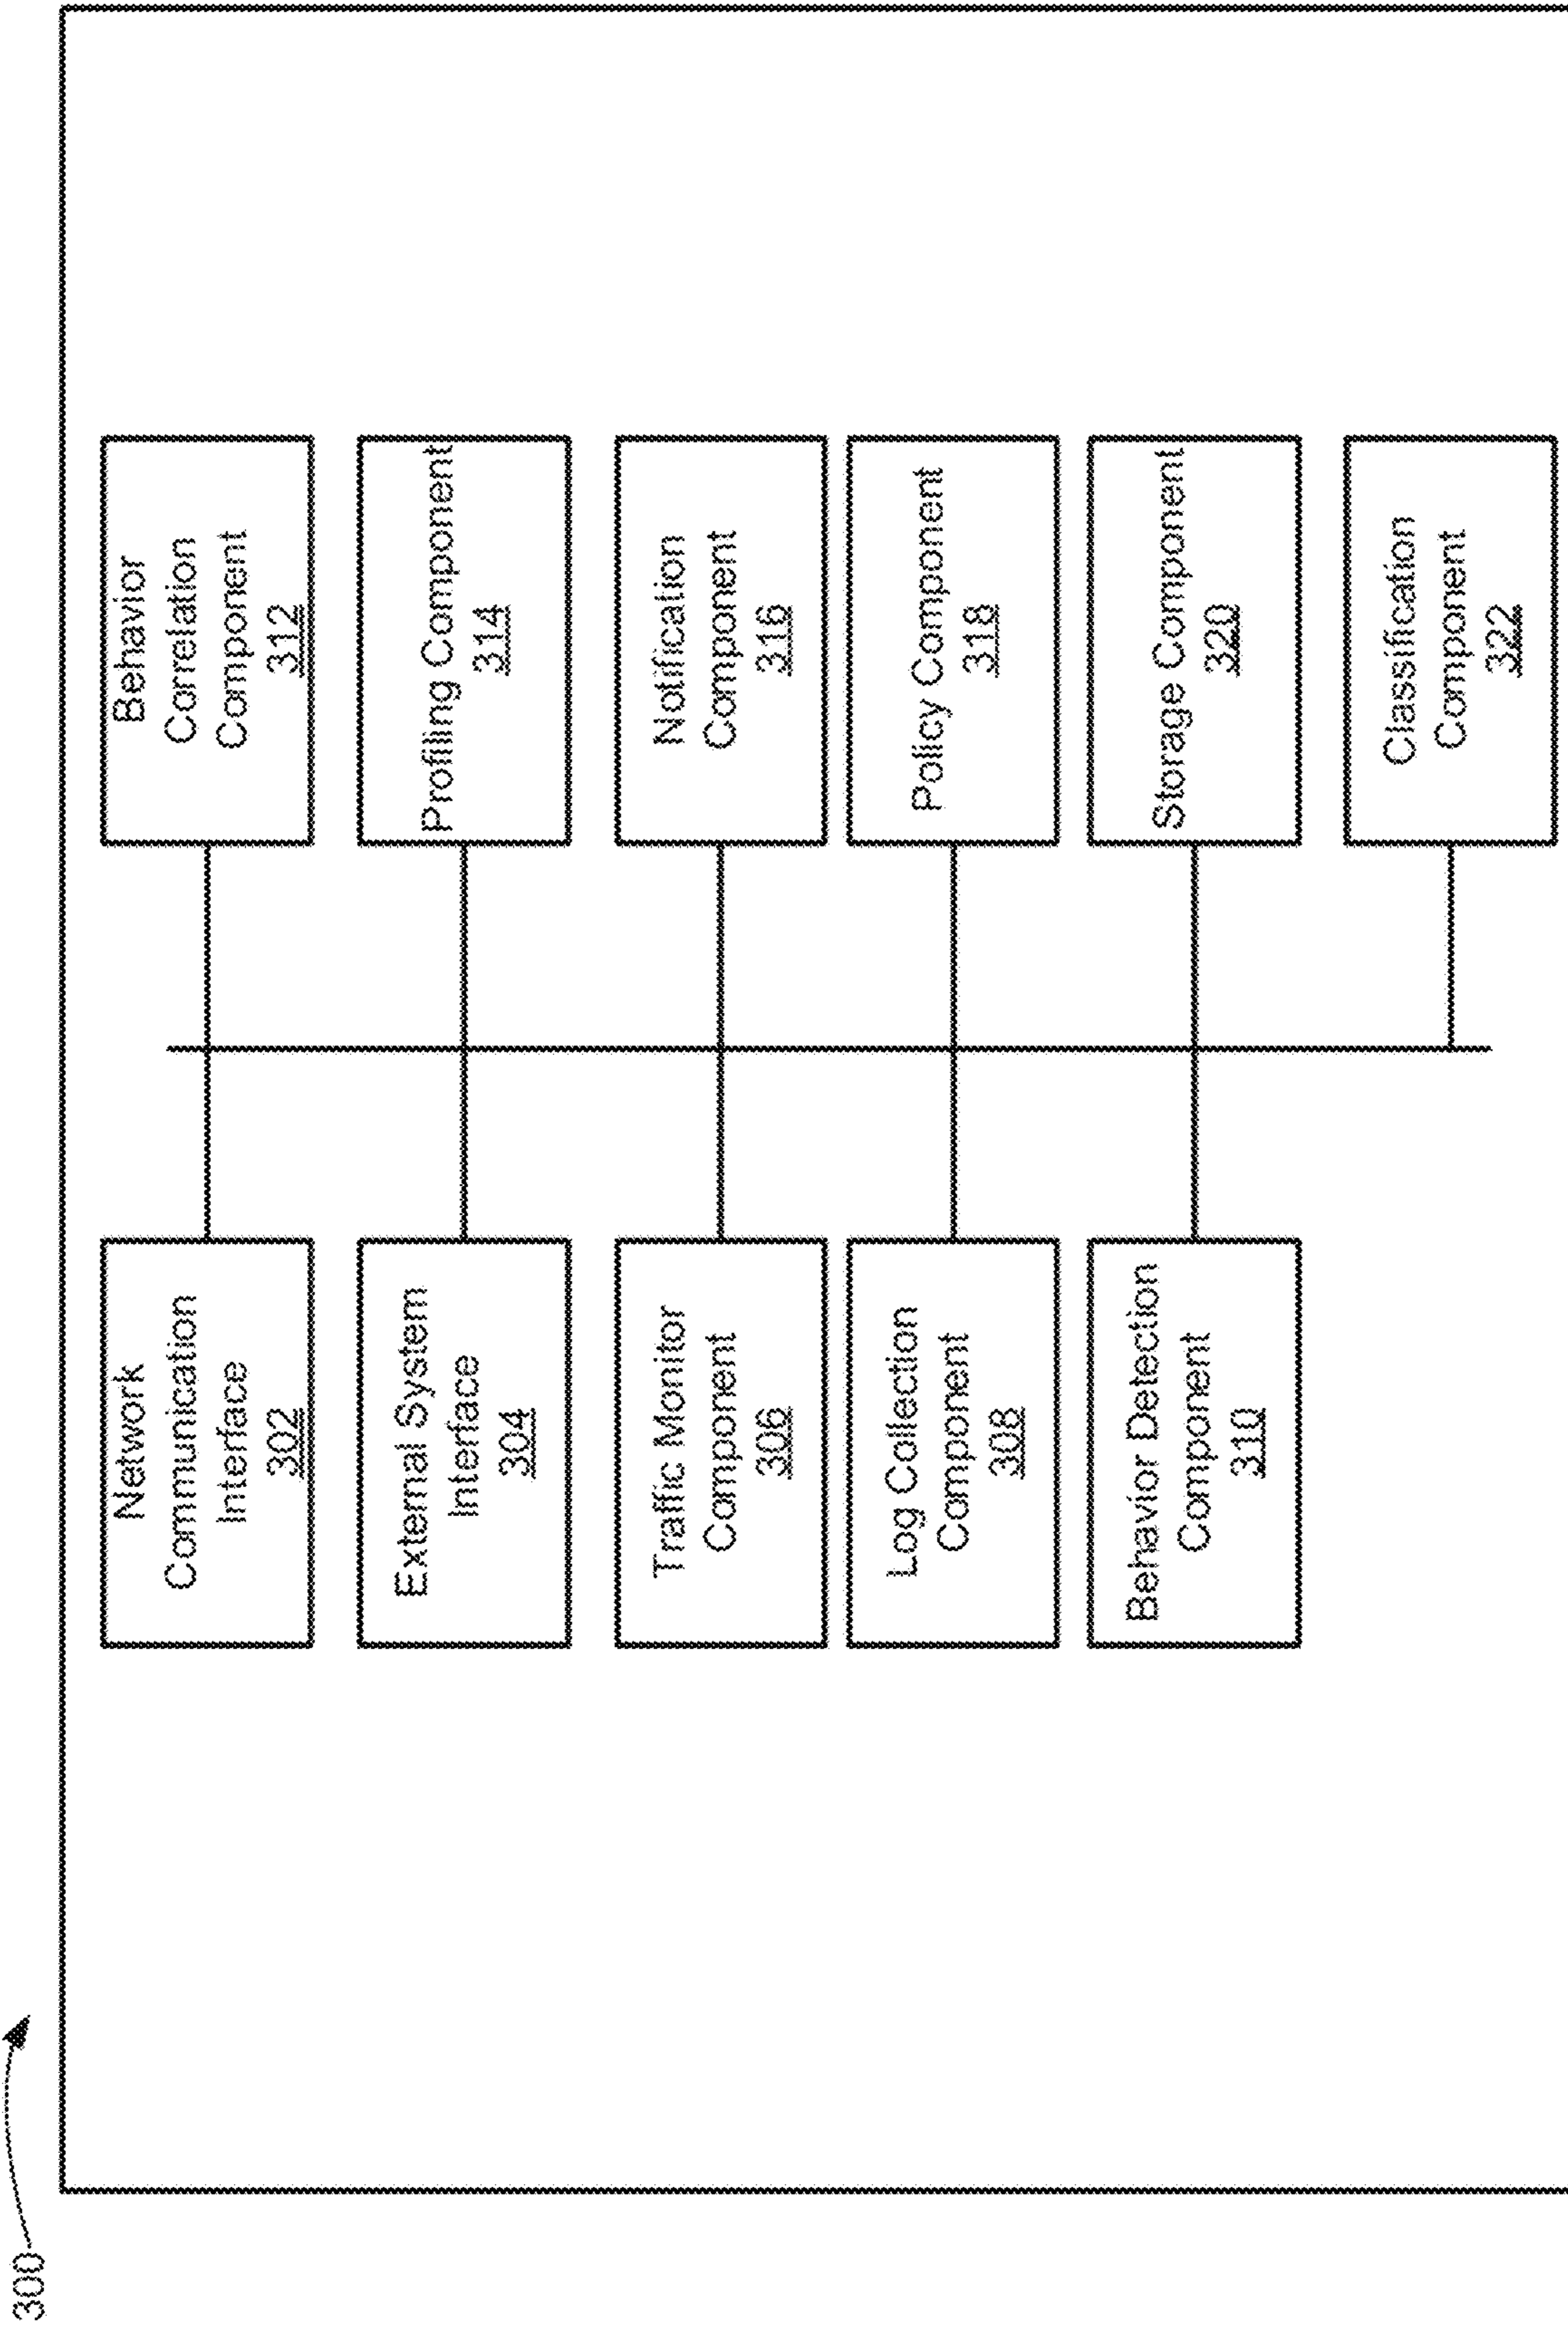 300
Network
Communication
Interface
302
External System
Interface
304
Traffic Monitor
Component
306
Log Collection
Component
308
Behavior Detection
Component
310
Behavior
Correlation
Component
312
Profiling Component
314
Notification
Component
316
Policy Component
318
Storage Component
320
Classification
Component
322